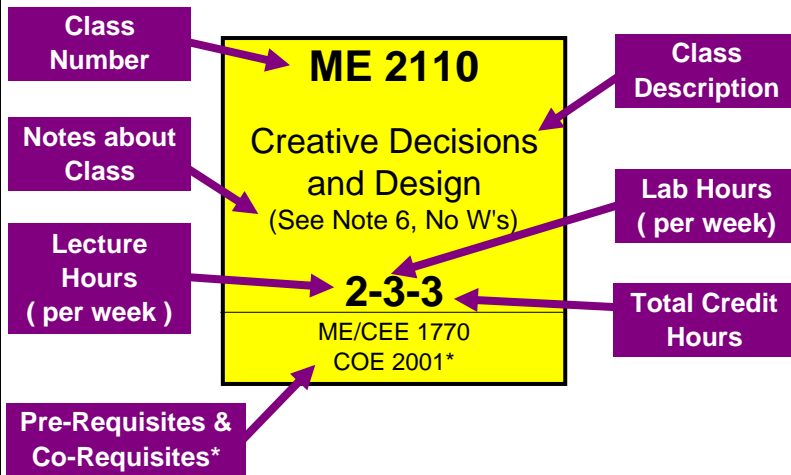 Class
Number
ME 2110
Class
Description
Notes about
Class
Creative Decisions
and Design
(See Note 6, No W's)
Lab Hours
( per week)
Lecture
Hours
( per week )
2-3-3
Total Credit
Hours
ME/CEE 1770
COE 2001*
Pre-Requisites &
Co-Requisites*